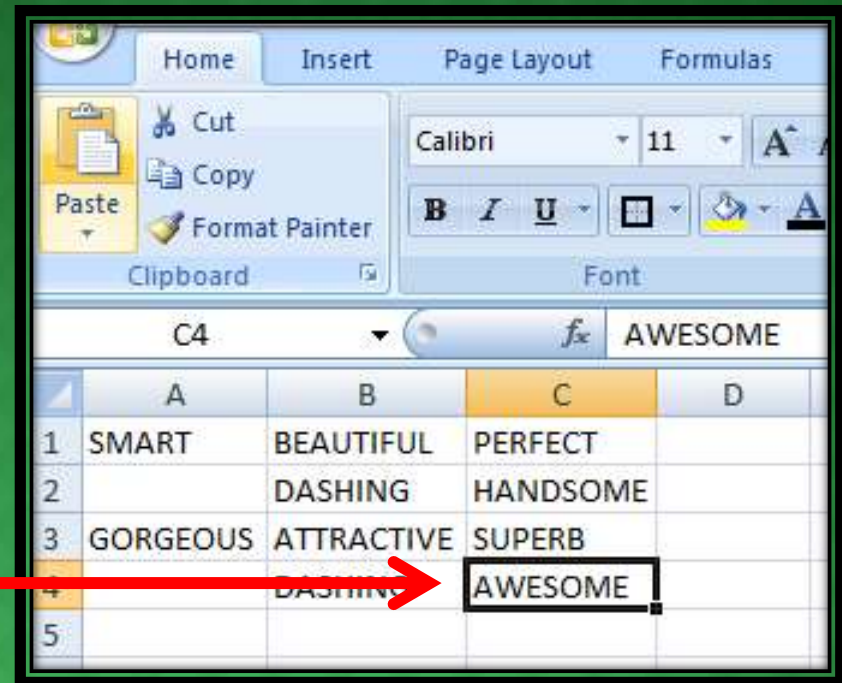 Home Insert Page Layout Formulas
Cut
Copy
Paste
Format Painter
Calibri 11 A A
B I U A
Clipboard Font
C4 fx AWESOME
A B C D
1 SMART BEAUTIFUL PERFECT
2 DASHING HANDSOME
3 GORGEOUS ATTRACTIVE SUPERB
4 DASHING AWESOME
5